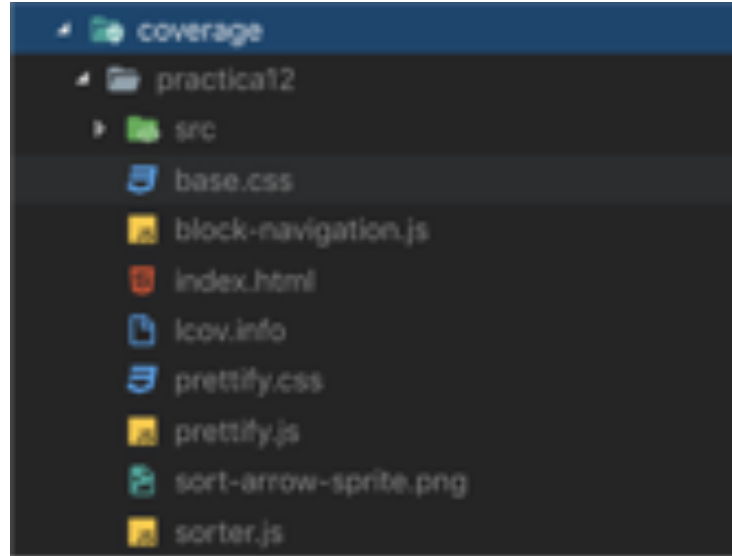 coverage
practica12
src
base.css
block-navigation.js
index.html
lcov.info
prettify.css
prettify.js
sort-arrow-sprite.png
sorter.js